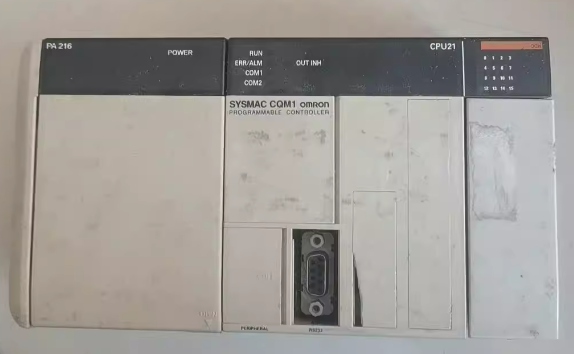 PA 216
POWER
RUN
ERR/ALM
COM1
COM2
OUT INH
CPU21
0 1 2 3
4 5 6 7
8 9 10 11
12 13 14 15
SYSMAC CQM1 omron
PROGRAMMABLE CONTROLLER
PERIPHERAL